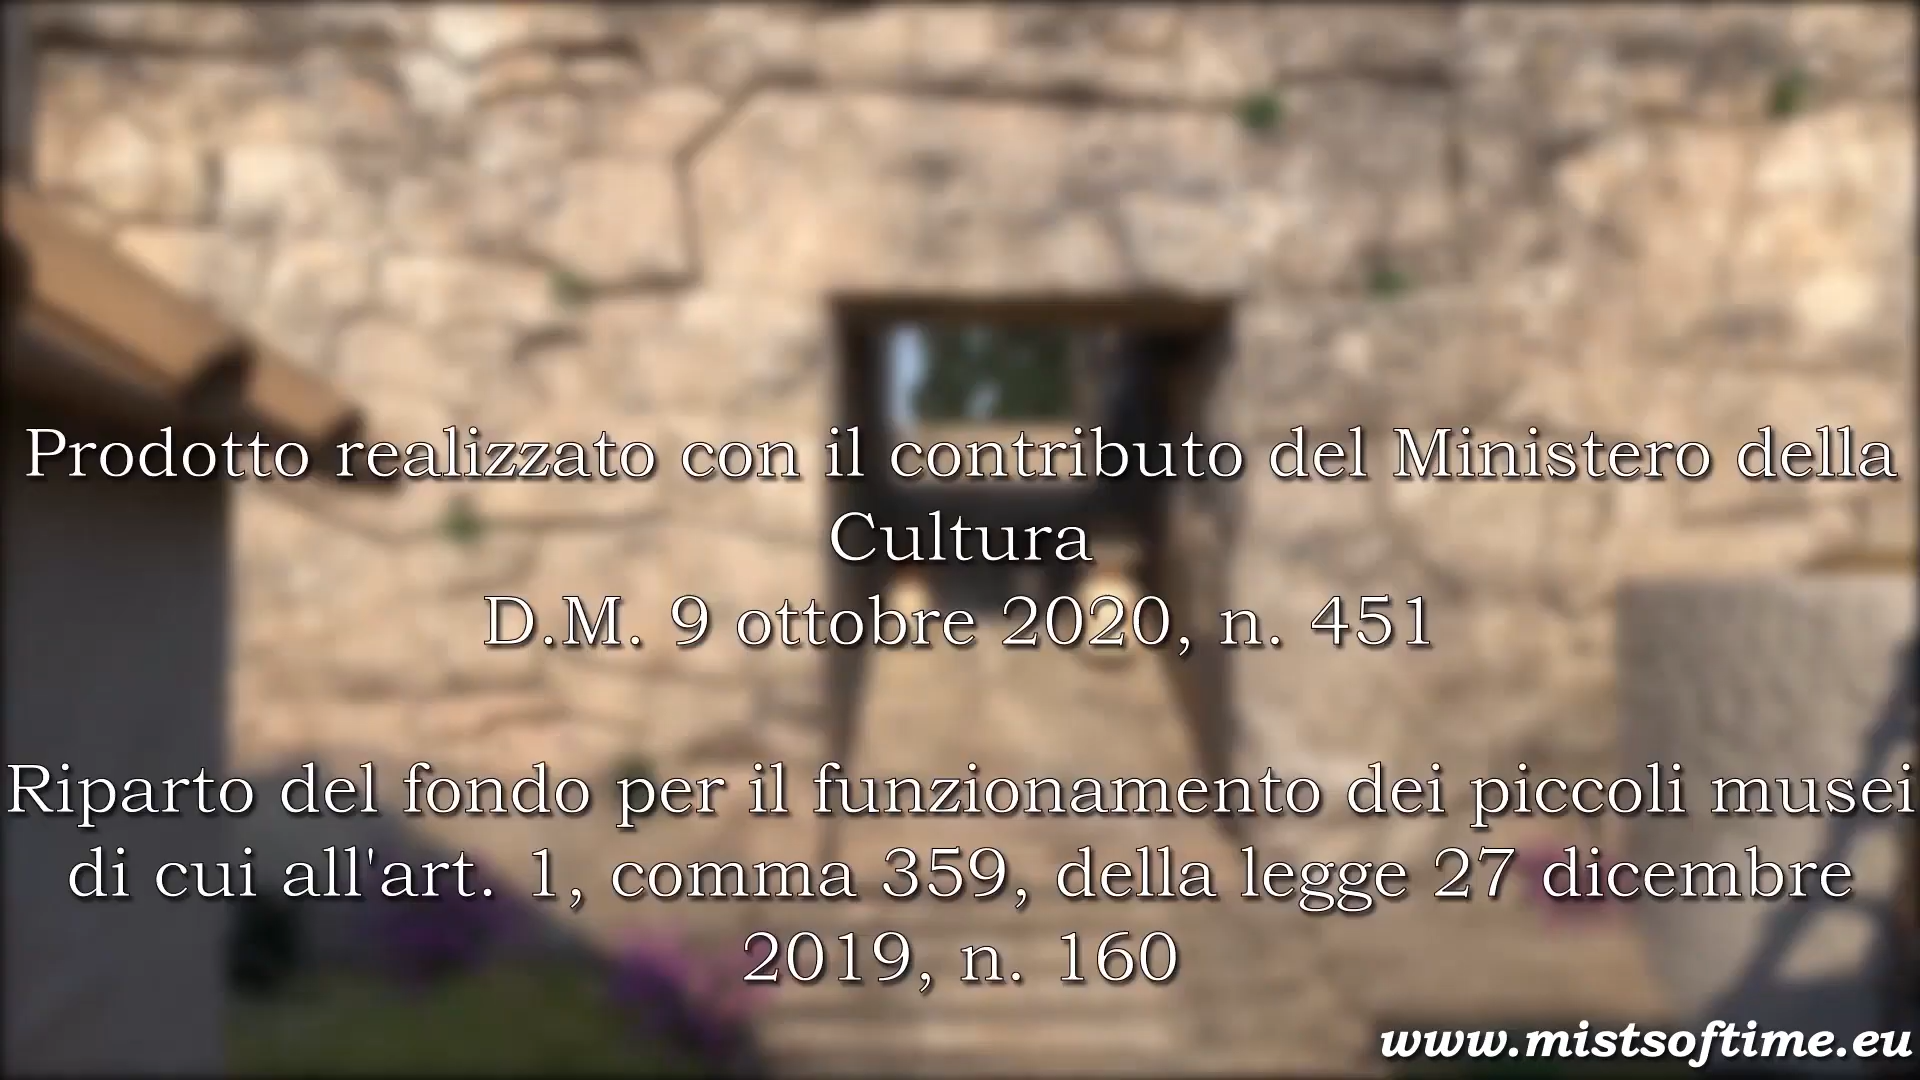 Prodotto realizzato con il contributo del Ministero della
Cultura
D.M. 9 ottobre 2020, n. 451
Riparto del fondo per il funzionamento dei piccoli musei
di cui all'art. 1, comma 359, della legge 27 dicembre
2019, n. 160
www.mistsoftime.eu